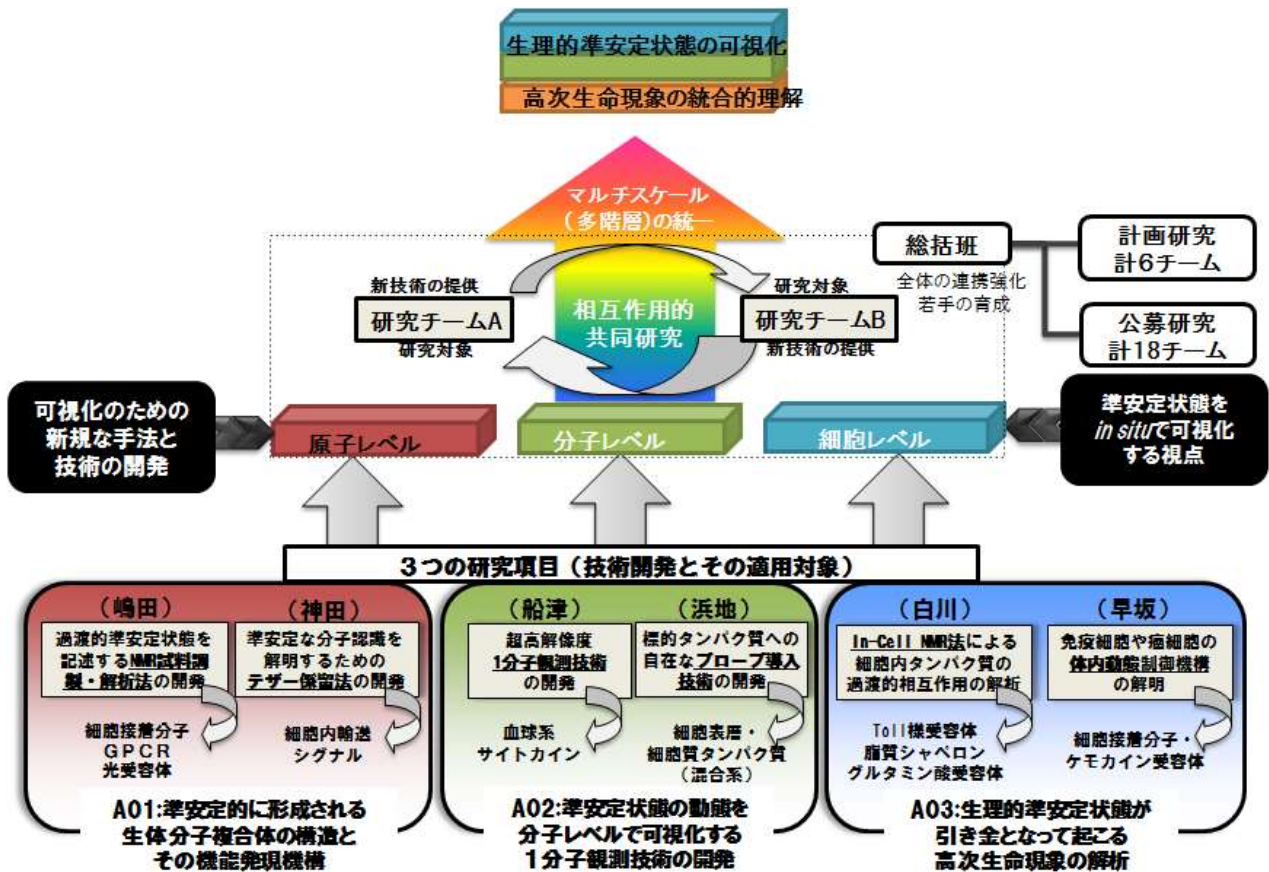 生理的準安定状態の可視化
高次生命現象の統合的理解
マルチスケール
(多階層)の統一
総括班
全体の連携強化
若手の育成
計画研究
計6チーム
公募研究
計18チーム
新技術の提供
研究チームA
研究対象
相互作用的
共同研究
研究対象
研究チームB
新技術の提供
可視化のための
新規な手法と
技術の開発
原子レベル
分子レベル
細胞レベル
準安定状態を
in situで可視化
する視点
3つの研究項目(技術開発とその適用対象)
(嶋田)
過渡的準安定状態を
記述するNMR試料調
製・解析法の開発
細胞接着分子
GPCR
光受容体
(神田)
準安定な分子認識を
解明するための
テザー係留法の開発
細胞内輸送
シグナル
A01:準安定的に形成される
生体分子複合体の構造と
その機能発現機構
(船津)
超高解像度
1分子観測技術
の開発
血球系
サイトカイン
(浜地)
標的タンパク質への
自在なプローブ導入
技術の開発
細胞表層・
細胞質タンパク質
(混合系)
A02:準安定状態の動態を
分子レベルで可視化する
1分子観測技術の開発
(白川)
In-Cell NMR法による
細胞内タンパク質の
過渡的相互作用の解析
Toll様受容体
脂質シャペロン
グルタミン酸受容体
(早坂)
免疫細胞や癌細胞の
体内動態制御機構
の解明
細胞接着分子・
ケモカイン受容体
A03:生理的準安定状態が
引き金となって起こる
高次生命現象の解析